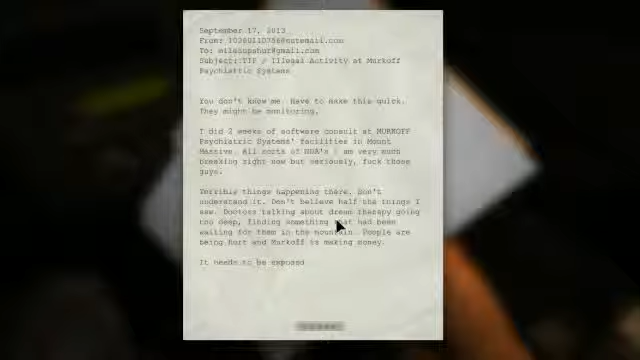 September 17, 2013
From: 1026011075@outemail.com
To: milesupshur@gmail.com
Subject: TIP / Illegal Activity at Murkoff
Psychiatric Systems
You don't know me. Have to make this quick.
They might be monitoring.
I did 2 weeks of software consult at MURKOFF
Psychiatric Systems' facilities in Mount
Massive. All sorts of NDA's I am very much
breaking right now but seriously, fuck those
guys.
Terrible things happening there. Don't
understand it. Don't believe half the things I
saw. Doctors talking about dream therapy going
too deep, finding something that had been
waiting for them in the mountain. People are
being hurt and Murkoff is making money.
It needs to be exposed